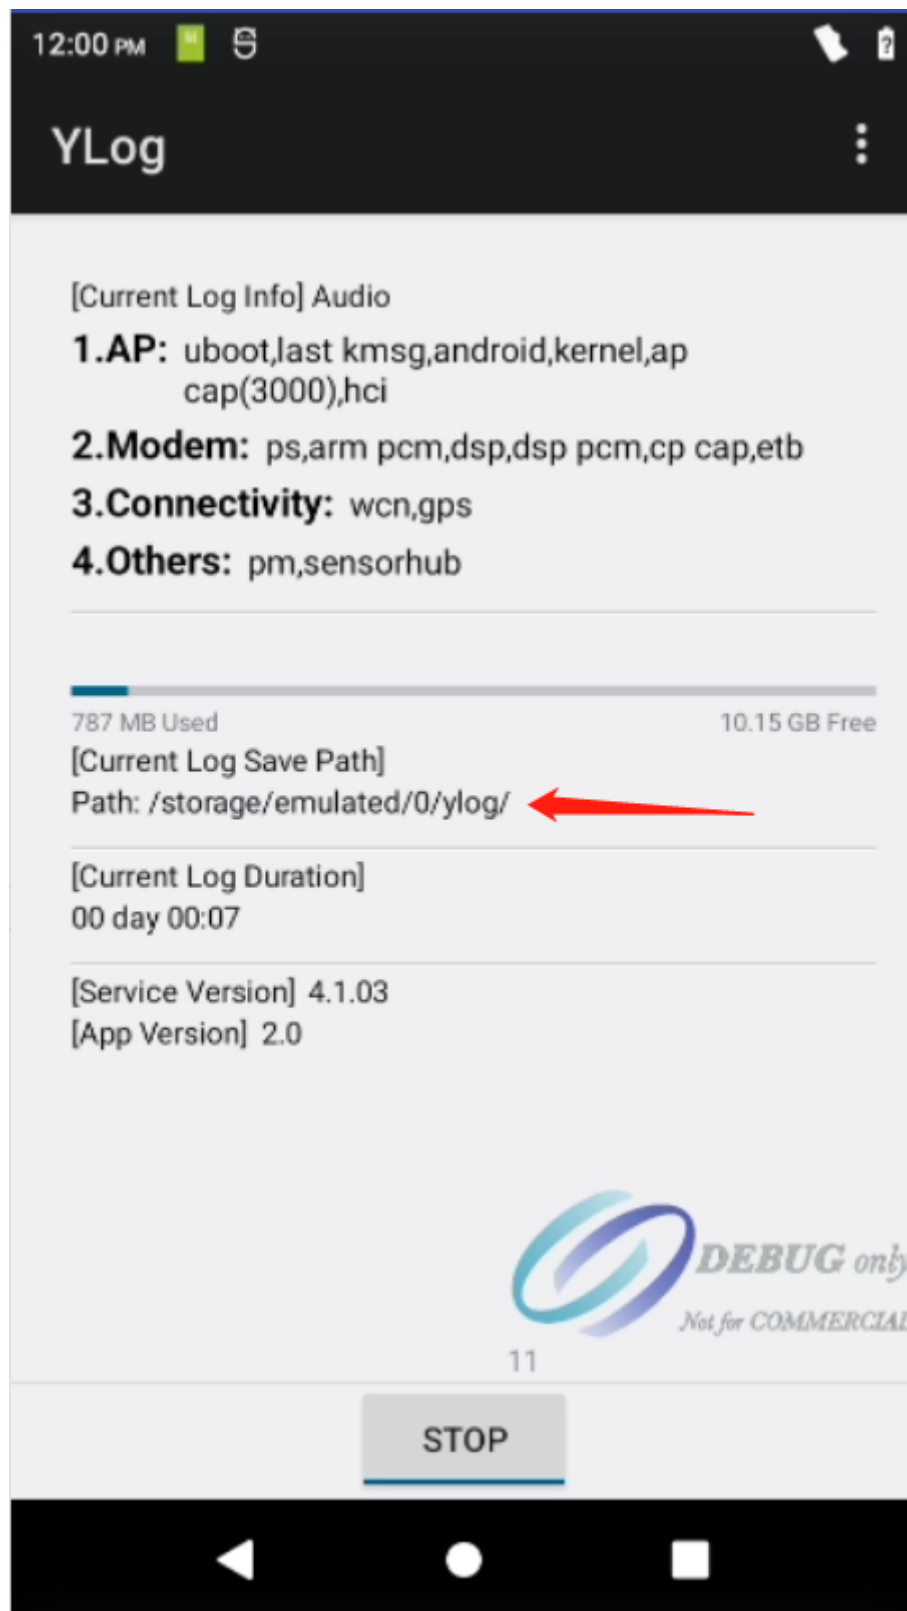 12:00 PM
YLog
[Current Log Info] Audio
1.AP: uboot,last kmsg,android,kernel,ap
cap(3000),hci
2.Modem: ps,arm pcm,dsp,dsp pcm,cp cap,etb
3.Connectivity: wcn,gps
4.Others: pm,sensorhub
787 MB Used 10.15 GB Free
[Current Log Save Path]
Path: /storage/emulated/0/ylog/
[Current Log Duration]
00 day 00:07
[Service Version] 4.1.03
[App Version] 2.0
DEBUG only
Not for COMMERCIAL
11
STOP